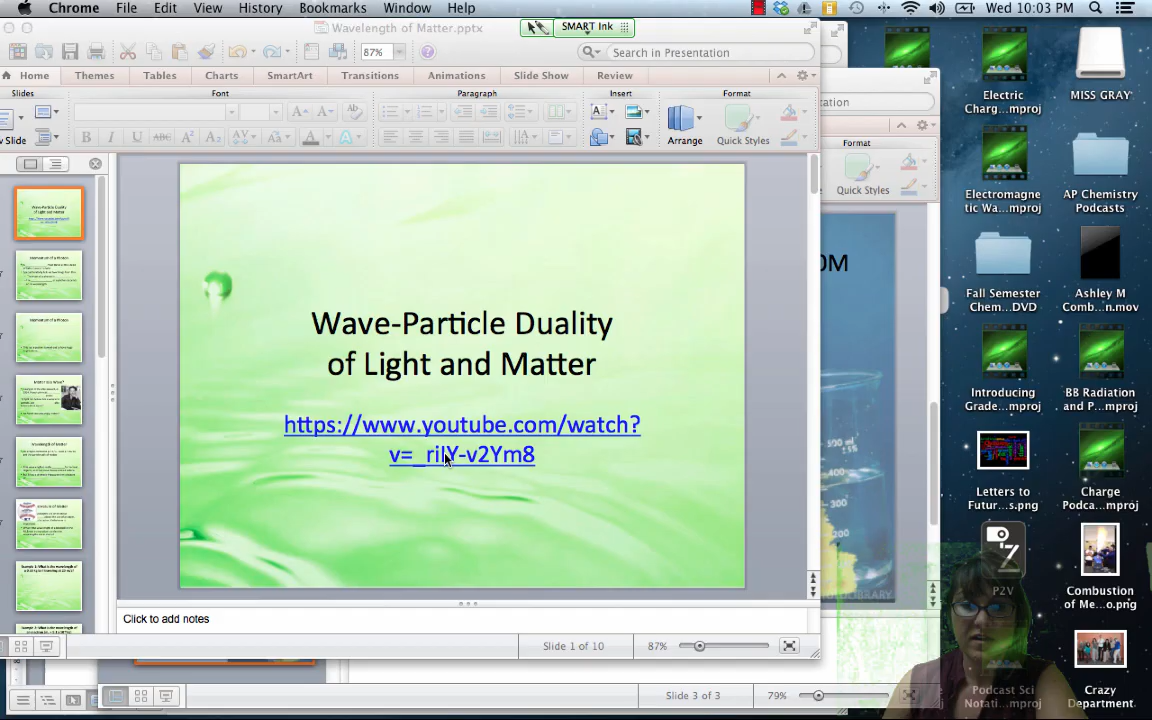 Chrome File Edit View History Bookmarks Window Help
Wed 10:03 PM
Wavelength of Matter.pptx
SMART Ink
87%
Search in Presentation
Home Themes Tables Charts SmartArt Transitions Animations Slide Show Review
Slides Font Paragraph Insert Format
Slide
Arrange Quick Styles
Format
Quick Styles
Wave-Particle Duality
of Light and Matter
https://www.youtube.com/watch?
v=_riIY-v2Ym8
OM
Click to add notes
Slide 1 of 10 87%
Slide 3 of 3 79%
Electric
Charg...mproj
MISS GRAY
Electromagne
tic Wa...mproj
AP Chemistry
Podcasts
Fall Semester
Chem...DVD
Ashley M
Comb...n.mov
Introducing
Grade...mproj
BB Radiation
and P...mproj
Letters to
Futur...s.png
Charge
Podca...mproj
P2V
Combustion
of Me...o.png
Podcast Sci
Notati...mproj
Crazy
Department